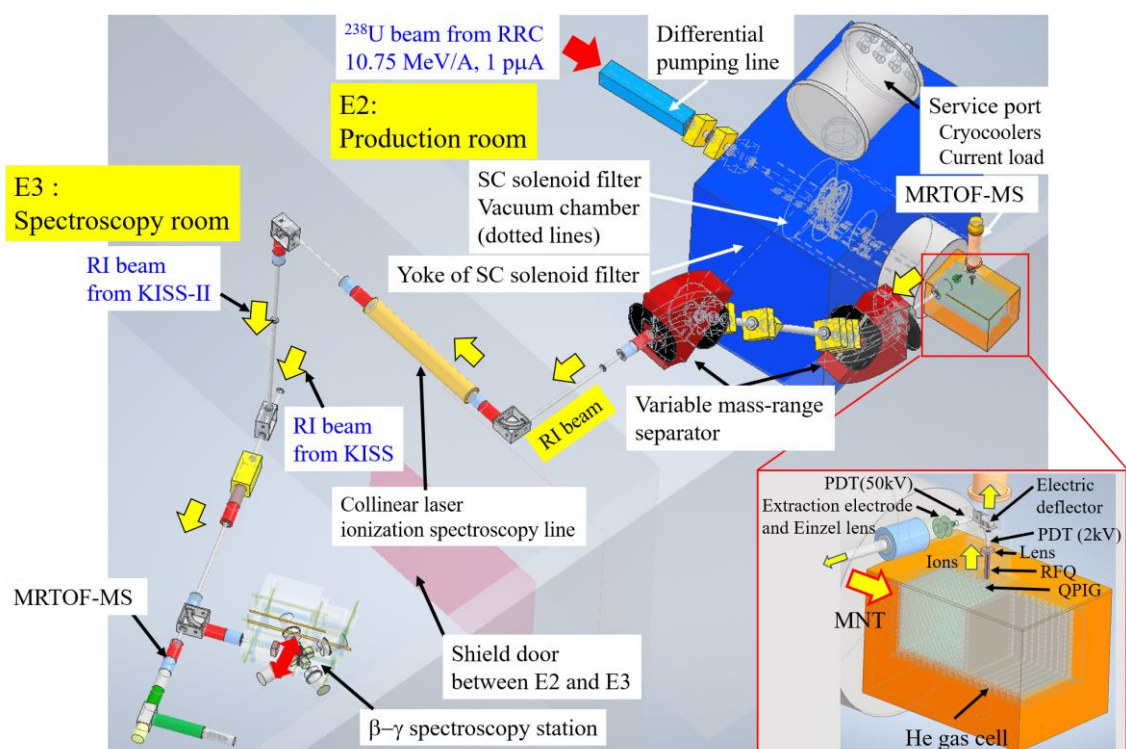 ²³⁸U beam from RRC
10.75 MeV/A, 1 pμA
E2:
Production room
Differential
pumping line
Service port
Cryocoolers
Current load
MRTOF-MS
SC solenoid filter
Vacuum chamber
(dotted lines)
Yoke of SC solenoid filter
E3 :
Spectroscopy room
RI beam
from KISS-II
RI beam
from KISS
RI beam
Variable mass-range
separator
Collinear laser
ionization spectroscopy line
MRTOF-MS
Shield door
between E2 and E3
β−γ spectroscopy station
PDT(50kV)
Extraction electrode
and Einzel lens
Electric
deflector
PDT (2kV)
Lens
Ions
RFQ
QPIG
MNT
He gas cell